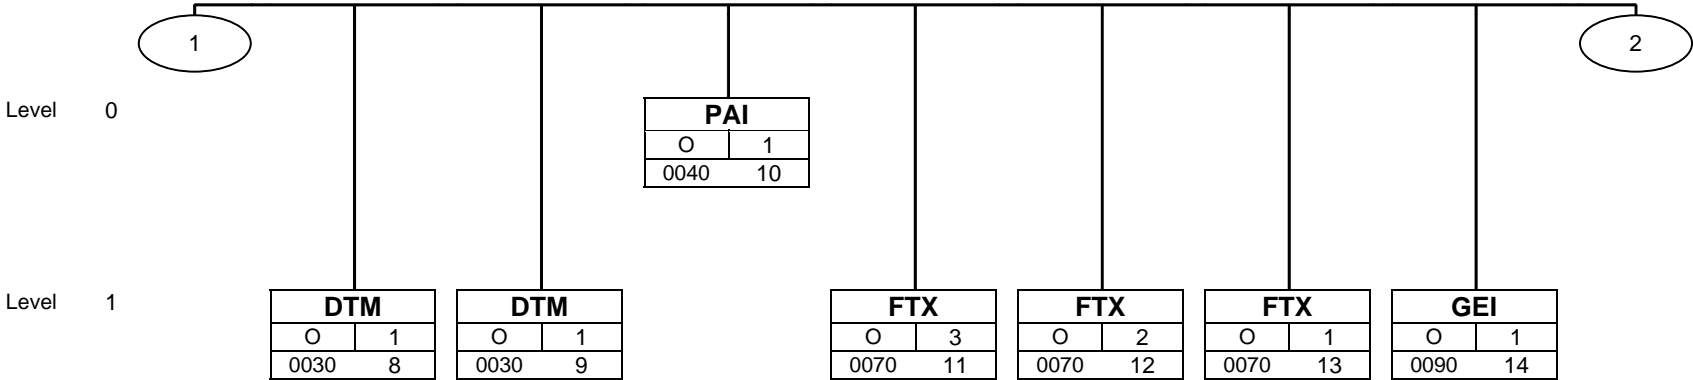 1 2
Level 0
PAI
O 1
0040 10
Level 1
DTM DTM FTX FTX FTX GEI
O 1 O 1 O 3 O 2 O 1 O 1
0030 8 0030 9 0070 11 0070 12 0070 13 0090 14